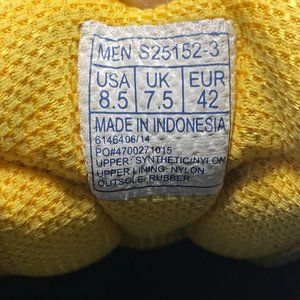 MEN S25152-3
USA UK EUR
8.5 7.5 42
MADE IN INDONESIA
6146406/14
PO#4700271015
UPPER: SYNTHETIC/NYLON
UPPER LINING: NYLON
OUTSOLE: RUBBER